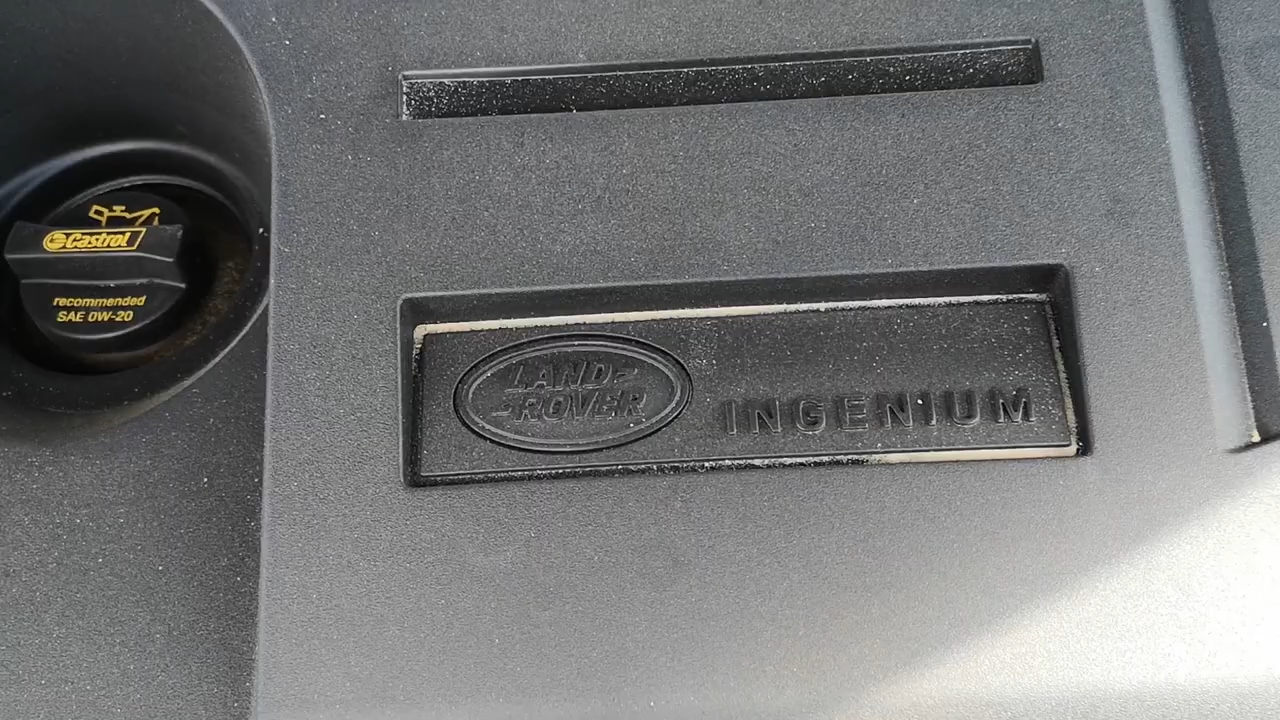 Castrol
recommended
SAE 0W-20
LAND-
-ROVER
INGENIUM